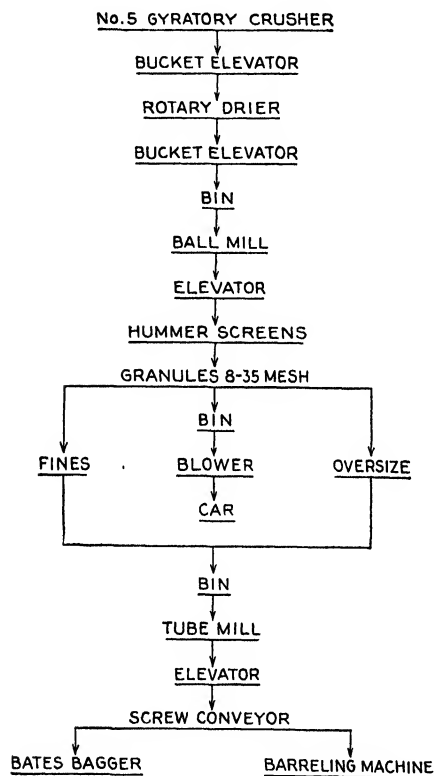 No.5 GYRATORY CRUSHER
BUCKET ELEVATOR
ROTARY DRIER
BUCKET ELEVATOR
BIN
BALL MILL
ELEVATOR
HUMMER SCREENS
GRANULES 8-35 MESH
BIN
FINES BLOWER OVERSIZE
CAR
BIN
TUBE MILL
ELEVATOR
SCREW CONVEYOR
BATES BAGGER BARRELING MACHINE